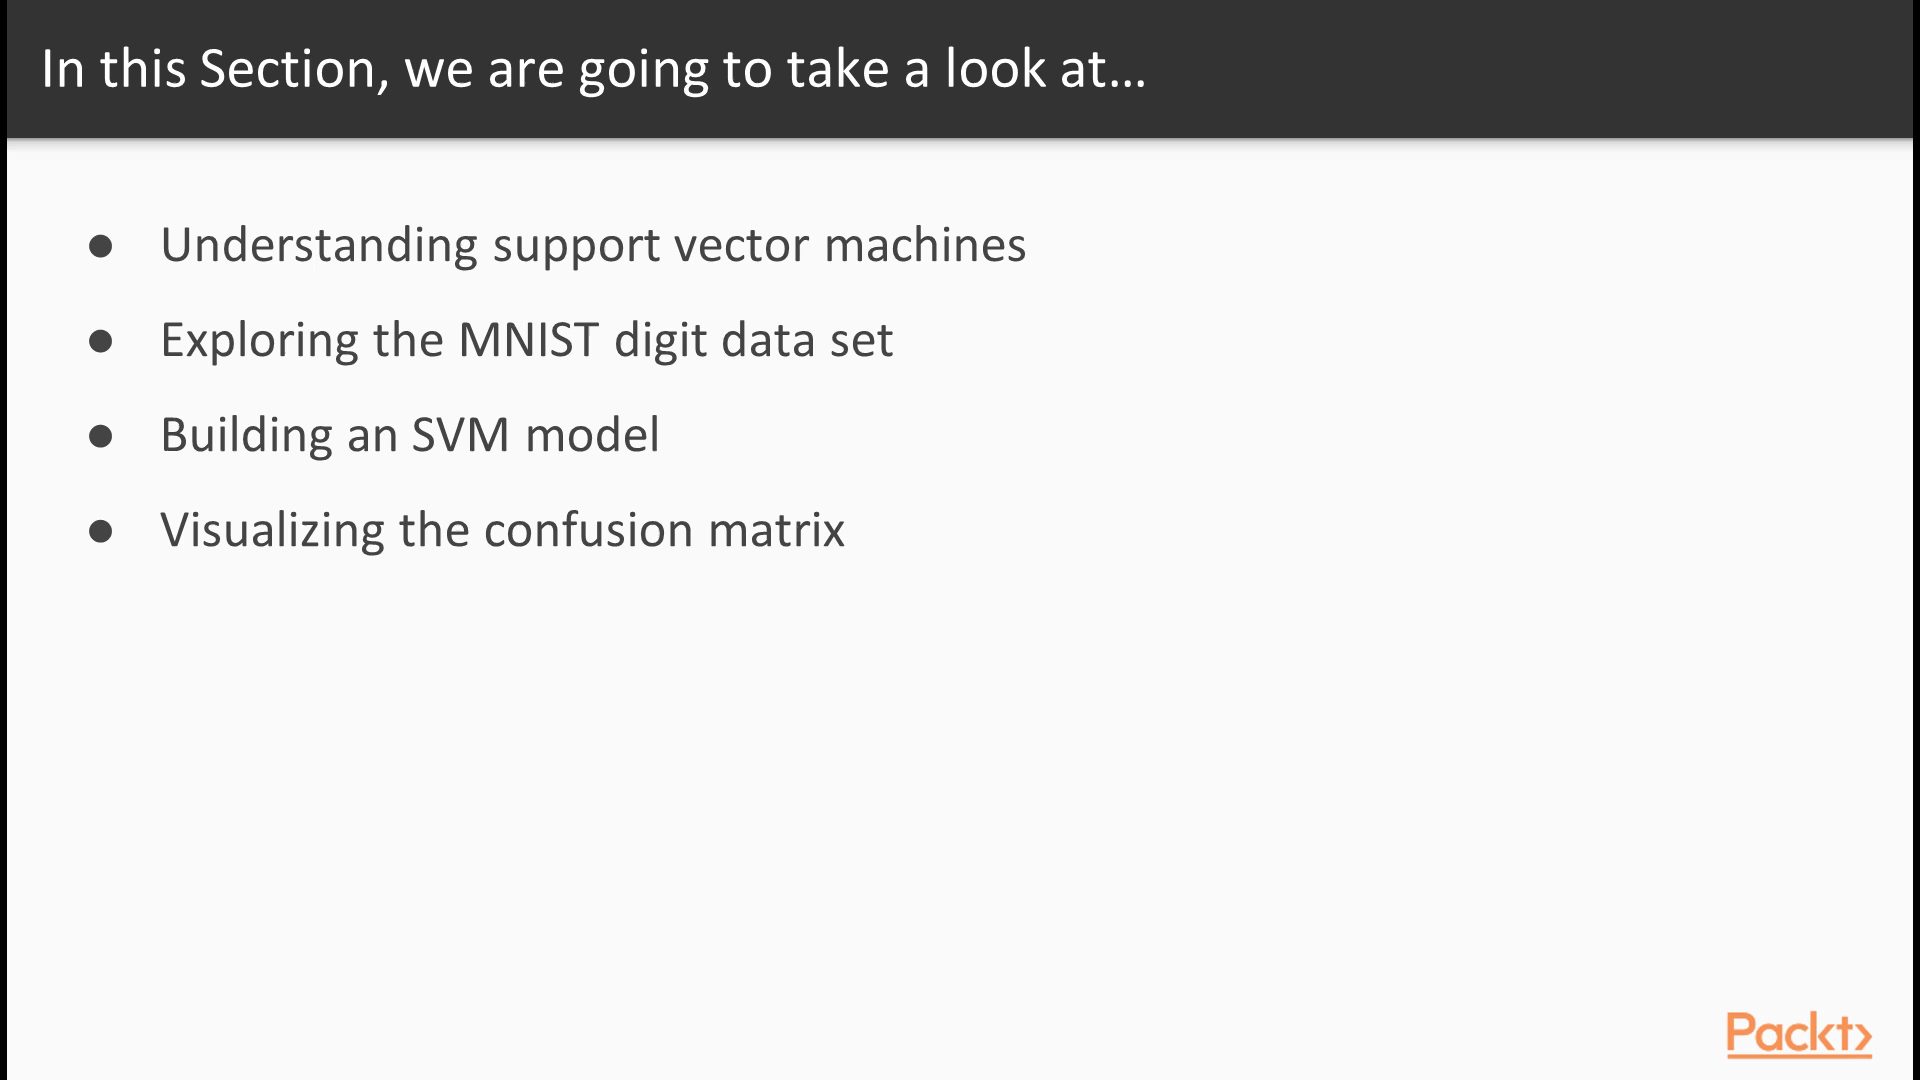 In this Section, we are going to take a look at...
● Understanding support vector machines
● Exploring the MNIST digit data set
● Building an SVM model
● Visualizing the confusion matrix
Packt>